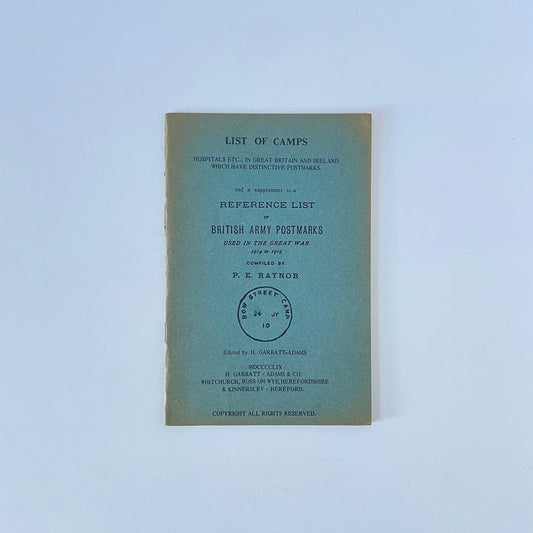 LIST OF CAMPS
HOSPITALS ETC., IN GREAT BRITAIN AND IRELAND
WHICH HAVE DISTINCTIVE POSTMARKS.
and a supplement to a
REFERENCE LIST
OF
BRITISH ARMY POSTMARKS
USED IN THE GREAT WAR
1914 to 1919
COMPILED BY
P. E. RAYNOR
BOW STREET CAMP
24 JY
10
Edited by H. GARRATT-ADAMS
MDCCCCLIX
H. GARRATT - ADAMS & CO.
WHITCHURCH, ROSS ON WYE, HEREFORDSHIRE
& KINNERSLEY - HEREFORD.
COPYRIGHT ALL RIGHTS RESERVED.